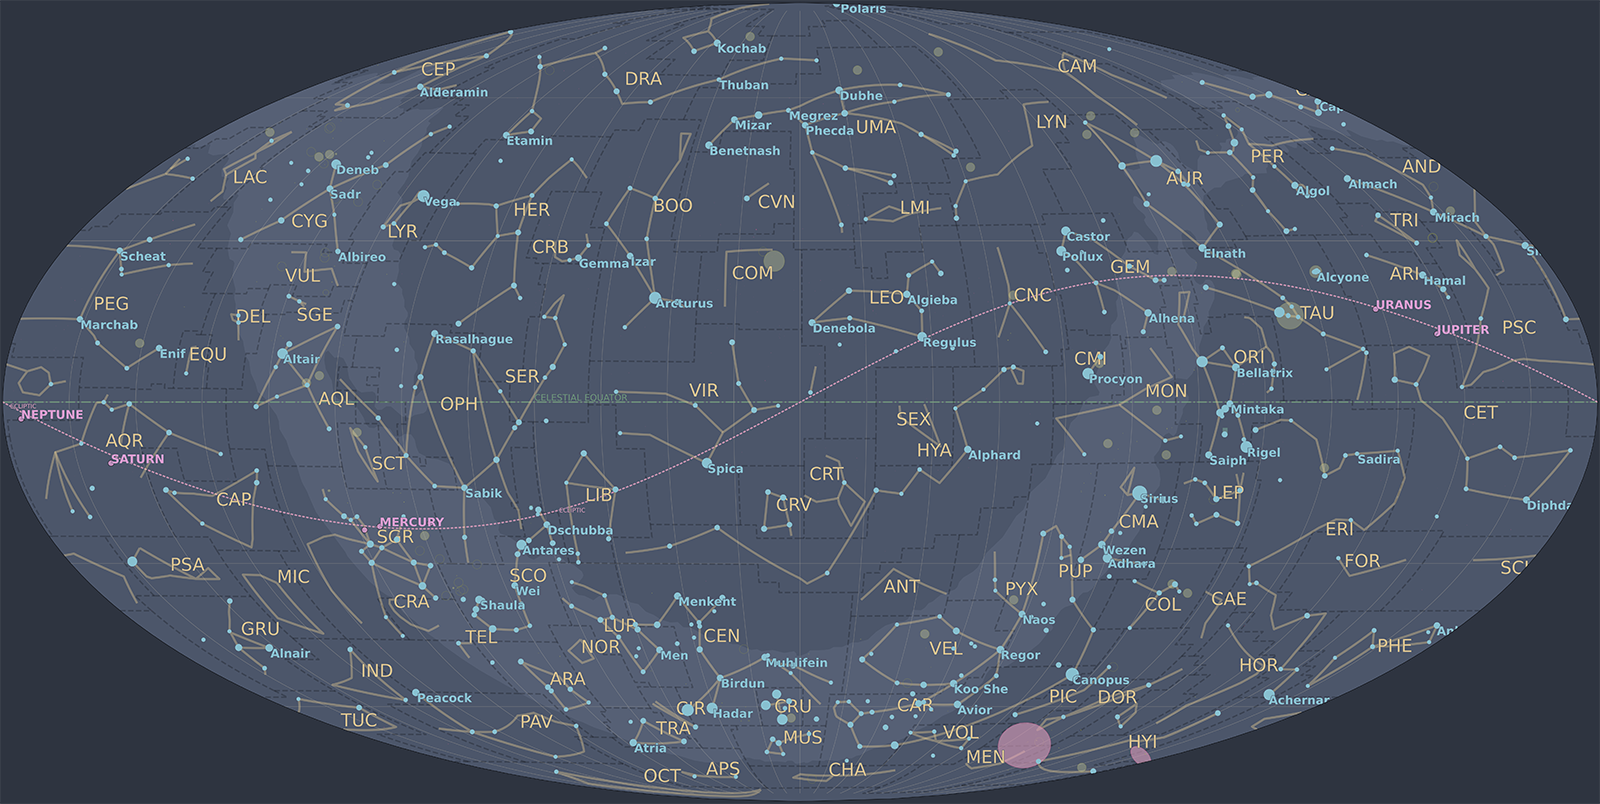 Polaris
Kochab
CEP
DRA
CAM
Alderamin
Thuban
Dubhe
Mizar
Megrez
Phecda
UMA
LYN
Etamin
Benetnash
PER
AND
LAC
Deneb
AUR
Sadr
Vega
Algol
Almach
CYG
LYR
HER
BOO
CVN
LMI
TRI
Mirach
Scheat
Albireo
CRB
Gemma
Izar
Castor
Pollux
Elnath
VUL
COM
GEM
Alcyone
ARI
Hamal
PEG
SGE
DEL
Arcturus
LEO
Algieba
CNC
URANUS
Marchab
Denebola
Alhena
TAU
JUPITER
PSC
Enif
EQU
Altair
Rasalhague
Regulus
CMI
ORI
Procyon
Bellatrix
SER
AQL
OPH
CELESTIAL EQUATOR
VIR
MON
ECLIPTIC
NEPTUNE
SEX
Mintaka
CET
AQR
SATURN
HYA
Alphard
Saiph
Rigel
Sadira
SCT
Spica
CRT
CAP
Sabik
LIB
CRV
Sirius
LEP
Diphda
ECLIPTIC
MERCURY
SGR
Dschubba
CMA
ERI
Antares
Wezen
Adhara
PSA
MIC
SCO
Wei
ANT
PYX
PUP
FOR
CRA
Shaula
Menkent
COL
CAE
GRU
TEL
LUP
NOR
CEN
Naos
Alnair
Men
Muhlifein
VEL
Regor
HOR
PHE
IND
ARA
Birdun
Koo She
Canopus
Peacock
CIR
Hadar
GRU
CAR
Avior
PIC
DOR
Achernar
TUC
PAV
TRA
Atria
MUS
VOL
MEN
HYI
OCT
APS
CHA